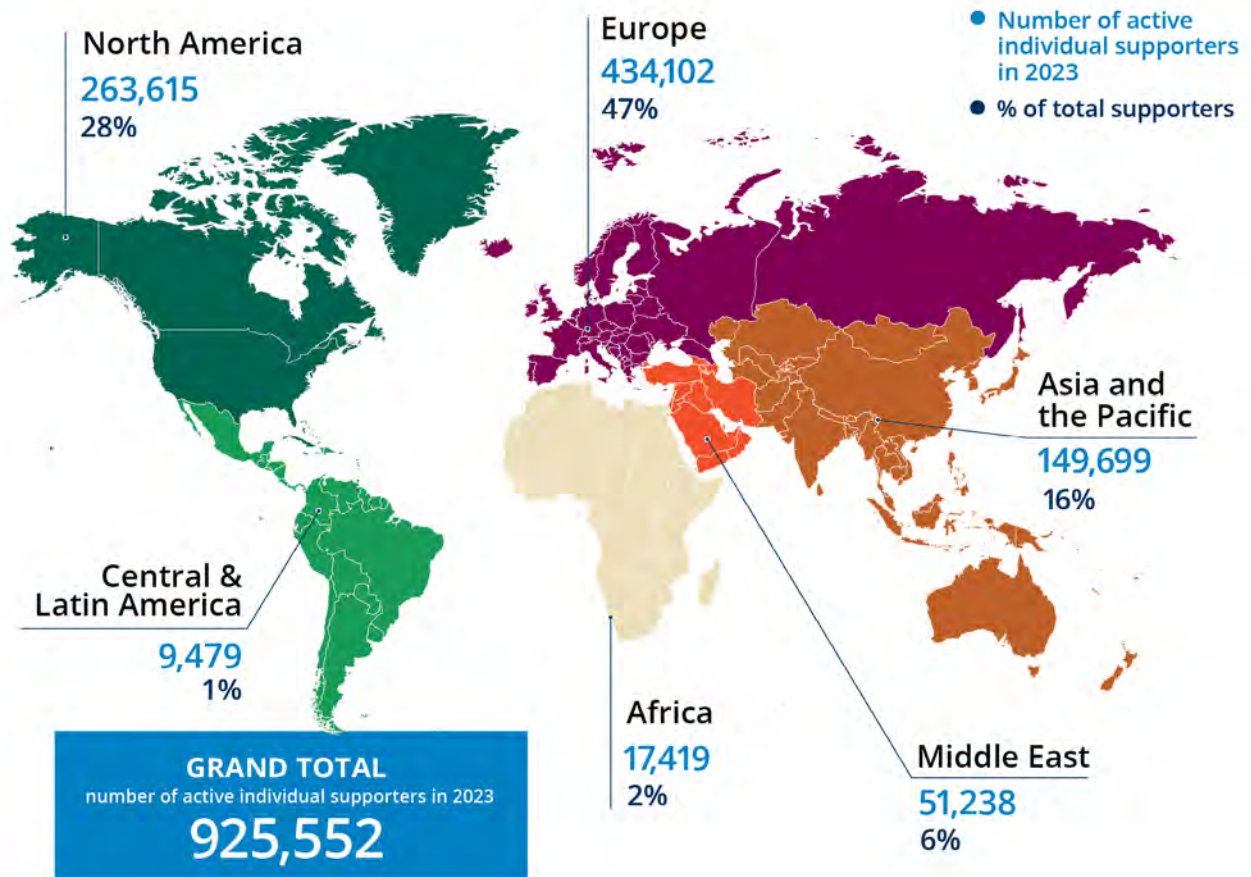 North America
263,615
28%
Europe
434,102
47%
Number of active
individual supporters
in 2023
% of total supporters
Asia and
the Pacific
149,699
16%
Central &
Latin America
9,479
1%
Africa
17,419
2%
Middle East
51,238
6%
GRAND TOTAL
number of active individual supporters in 2023
925,552